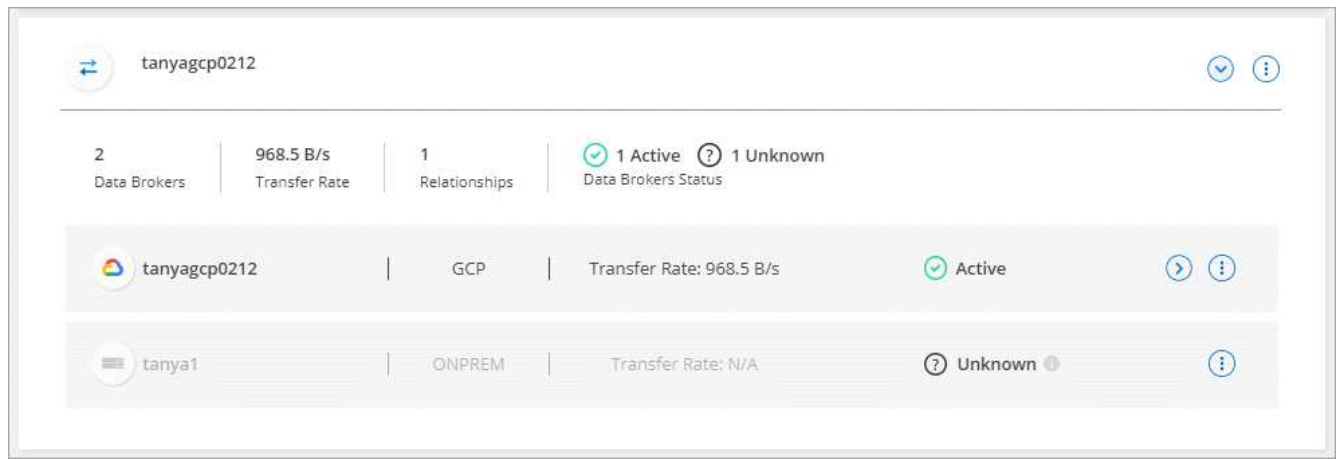 tanyagcp0212
2 968.5 B/s 1 1 Active ? 1 Unknown
Data Brokers Transfer Rate Relationships Data Brokers Status
tanyagcp0212 GCP Transfer Rate: 968.5 B/s Active
tanya1 ONPREM Transfer Rate: N/A ? Unknown i